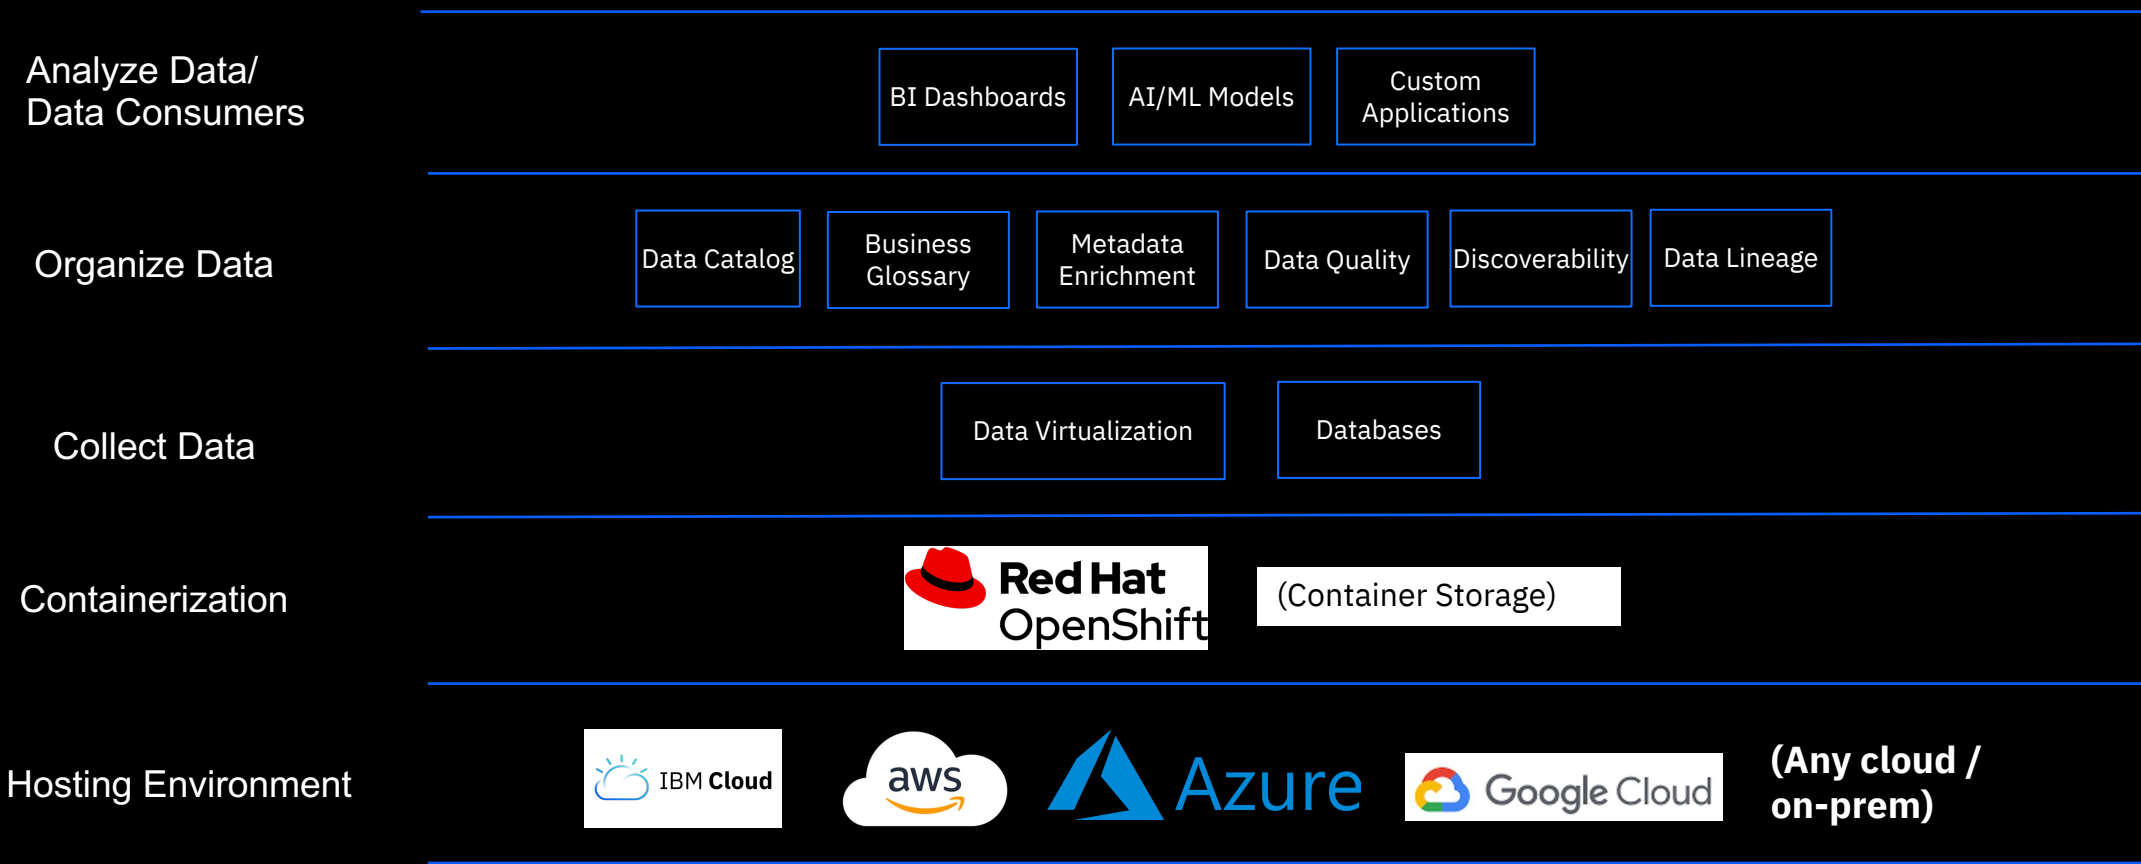 Analyze Data/
Data Consumers
BI Dashboards
AI/ML Models
Custom
Applications
Organize Data
Data Catalog
Business
Glossary
Metadata
Enrichment
Data Quality
Discoverability
Data Lineage
Collect Data
Data Virtualization
Databases
Containerization
Red Hat
OpenShift
(Container Storage)
Hosting Environment
IBM Cloud
aws
Azure
Google Cloud
(Any cloud /
on-prem)